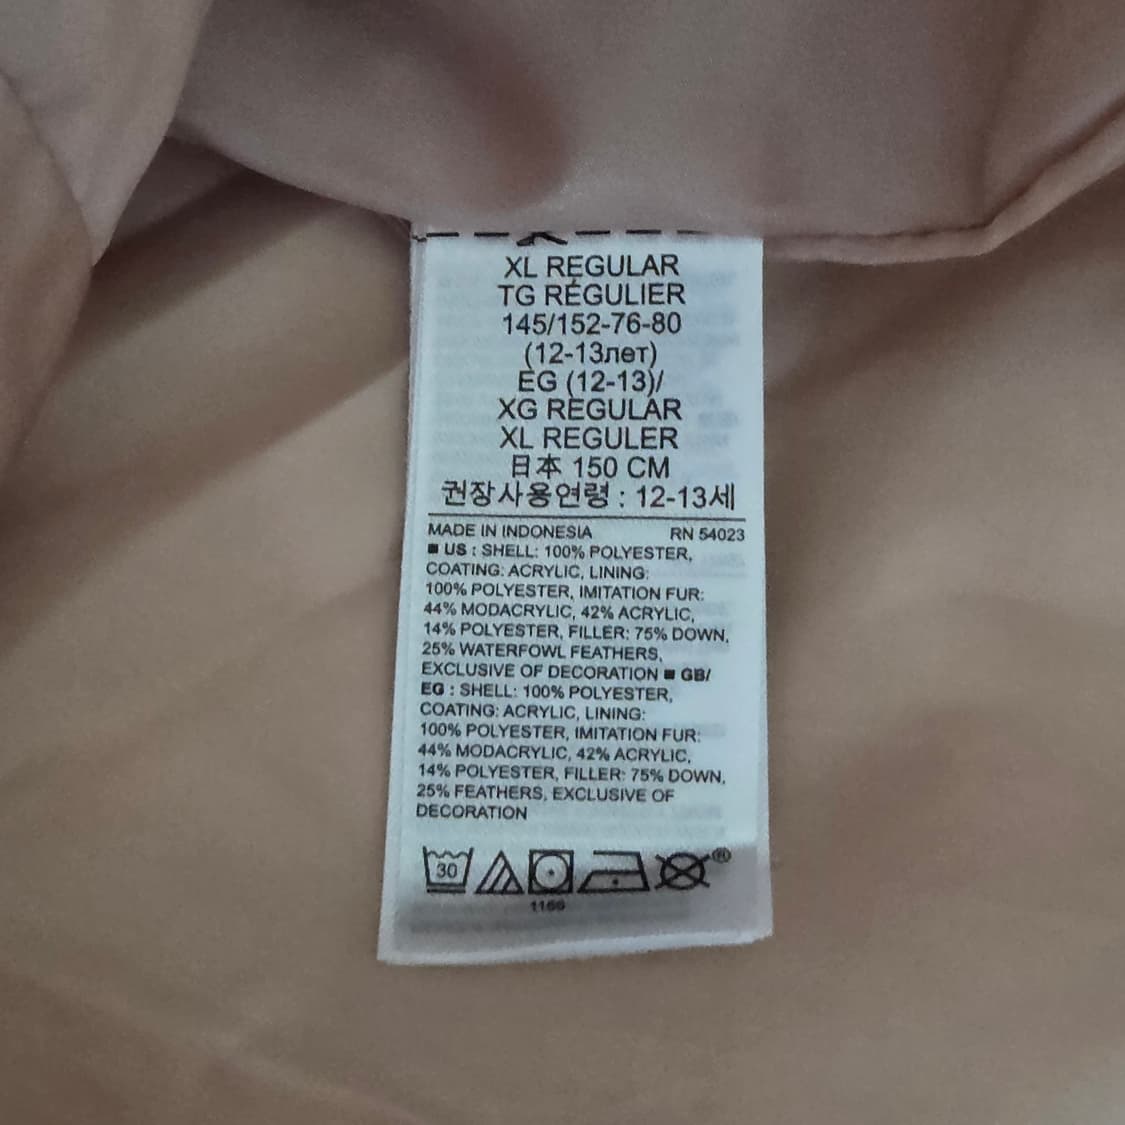 XL REGULAR
TG RÉGULIER
145/152-76-80
(12-13лет)
EG (12-13)/
XG REGULAR
XL REGULER
日本 150 CM
권장사용연령 : 12-13세
MADE IN INDONESIA RN 54023
■ US : SHELL: 100% POLYESTER,
COATING: ACRYLIC, LINING:
100% POLYESTER, IMITATION FUR:
44% MODACRYLIC, 42% ACRYLIC,
14% POLYESTER, FILLER: 75% DOWN,
25% WATERFOWL FEATHERS,
EXCLUSIVE OF DECORATION ■ GB/
EG : SHELL: 100% POLYESTER,
COATING: ACRYLIC, LINING:
100% POLYESTER, IMITATION FUR:
44% MODACRYLIC, 42% ACRYLIC,
14% POLYESTER, FILLER: 75% DOWN,
25% FEATHERS, EXCLUSIVE OF
DECORATION
30 ®
1166